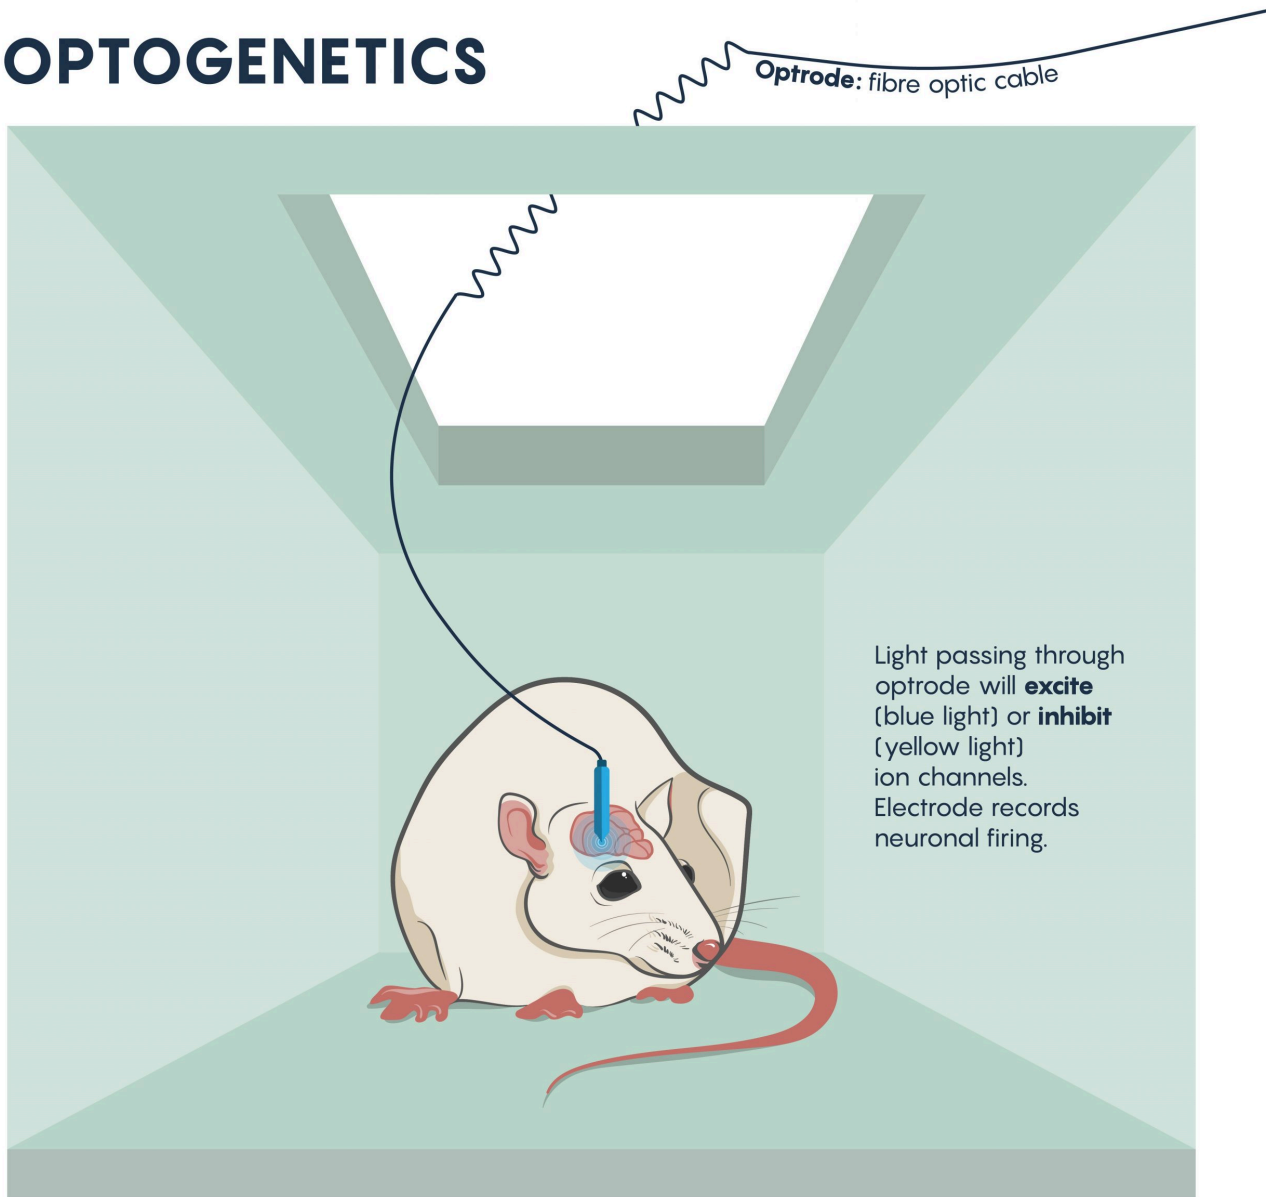 OPTOGENETICS
Optrode: fibre optic cable
Light passing through
optrode will excite
(blue light) or inhibit
(yellow light)
ion channels.
Electrode records
neuronal firing.